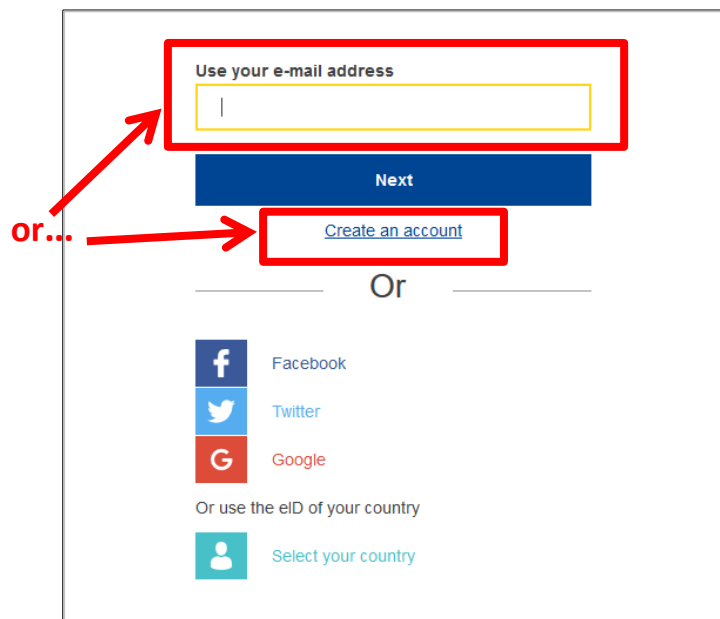 Use your e-mail address
Next
or...
Create an account
Or
Facebook
Twitter
Google
Or use the eID of your country
Select your country